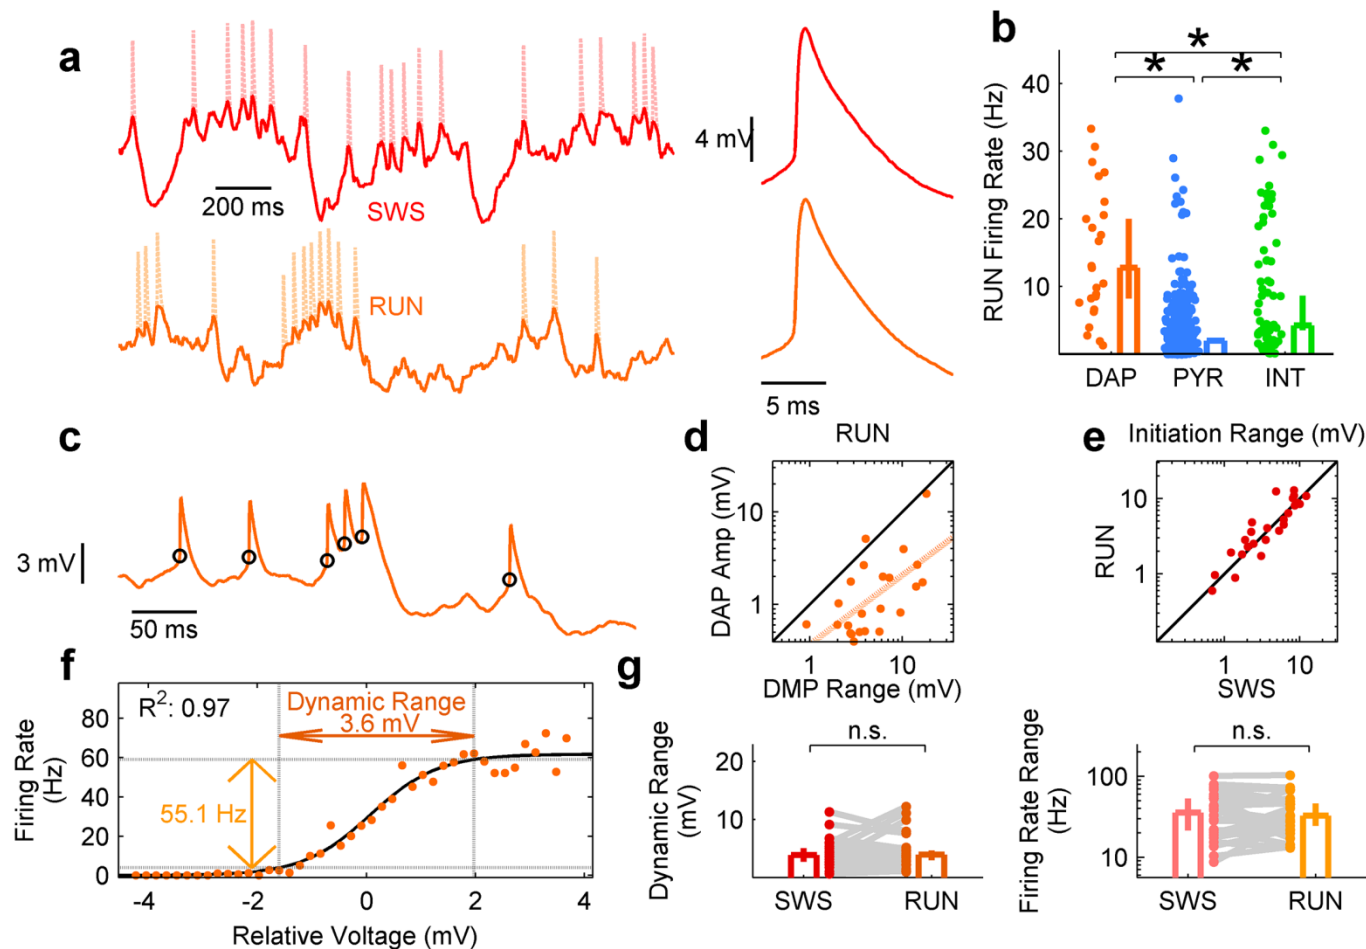 a
200 ms
SWS
RUN
4 mV
5 ms
b
* * *
RUN Firing Rate (Hz)
40
20
10
DAP PYR INT
c
3 mV
50 ms
d
RUN
DAP Amp (mV)
10
1
1 10
DMP Range (mV)
e
Initiation Range (mV)
RUN
10
1
1 10
SWS
f
R²: 0.97
Dynamic Range
3.6 mV
55.1 Hz
Firing Rate
(Hz)
80
60
40
20
0
-4 -2 0 2 4
Relative Voltage (mV)
g
n.s.
Dynamic Range
(mV)
20
10
SWS RUN
n.s.
Firing Rate Range
(Hz)
100
10
SWS RUN